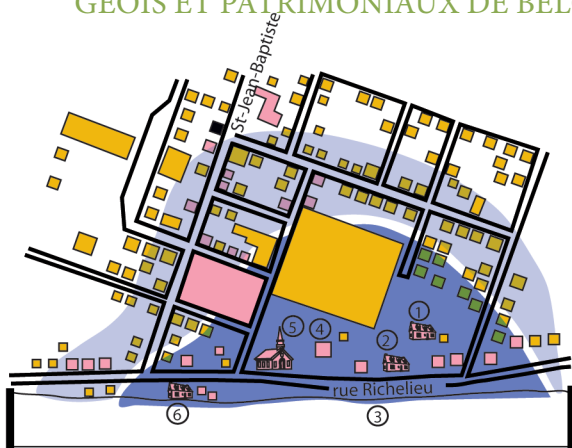 GEOIS ET PATRIMONIAUX DE BEL
St-Jean-Baptiste
1
5
4
2
rue Richelieu
6
3